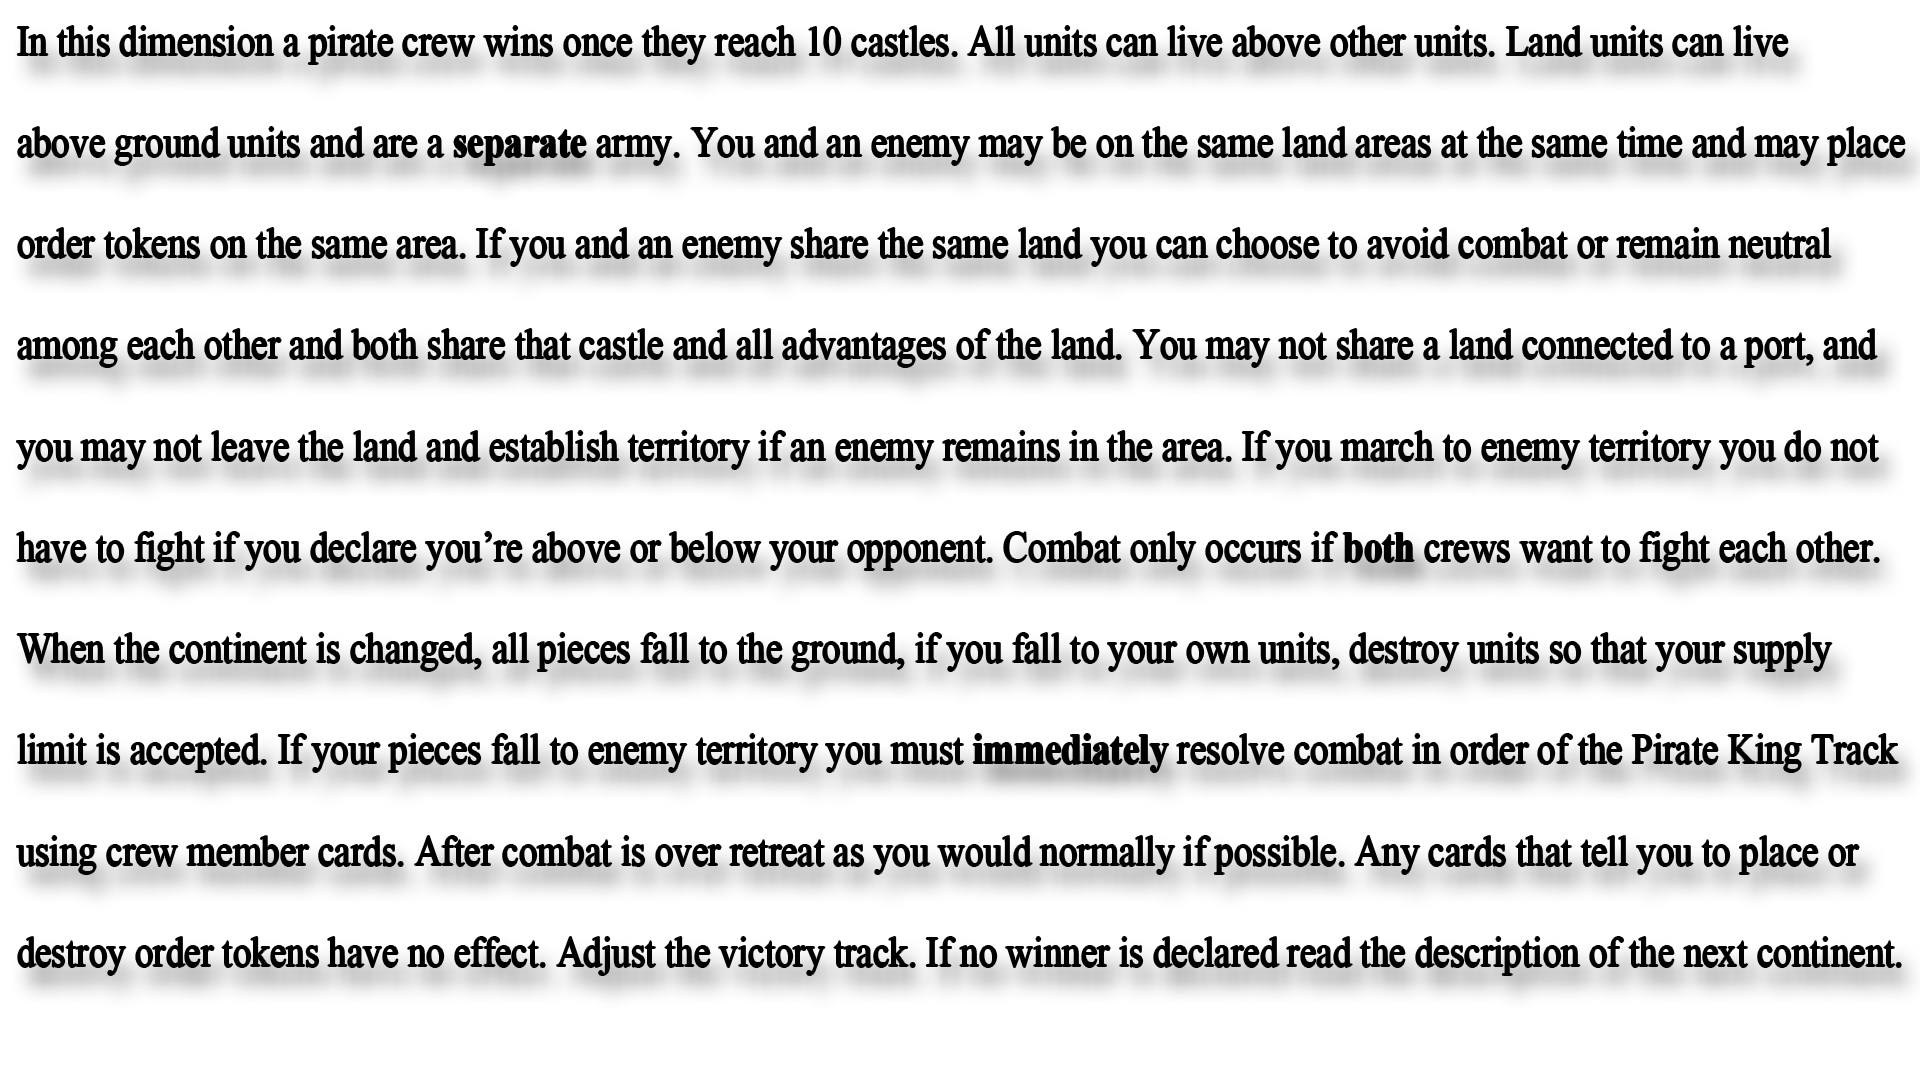 In this dimension a pirate crew wins once they reach 10 castles. All units can live above other units. Land units can live
above ground units and are a separate army. You and an enemy may be on the same land areas at the same time and may place
order tokens on the same area. If you and an enemy share the same land you can choose to avoid combat or remain neutral
among each other and both share that castle and all advantages of the land. You may not share a land connected to a port, and
you may not leave the land and establish territory if an enemy remains in the area. If you march to enemy territory you do not
have to fight if you declare you’re above or below your opponent. Combat only occurs if both crews want to fight each other.
When the continent is changed, all pieces fall to the ground, if you fall to your own units, destroy units so that your supply
limit is accepted. If your pieces fall to enemy territory you must immediately resolve combat in order of the Pirate King Track
using crew member cards. After combat is over retreat as you would normally if possible. Any cards that tell you to place or
destroy order tokens have no effect. Adjust the victory track. If no winner is declared read the description of the next continent.